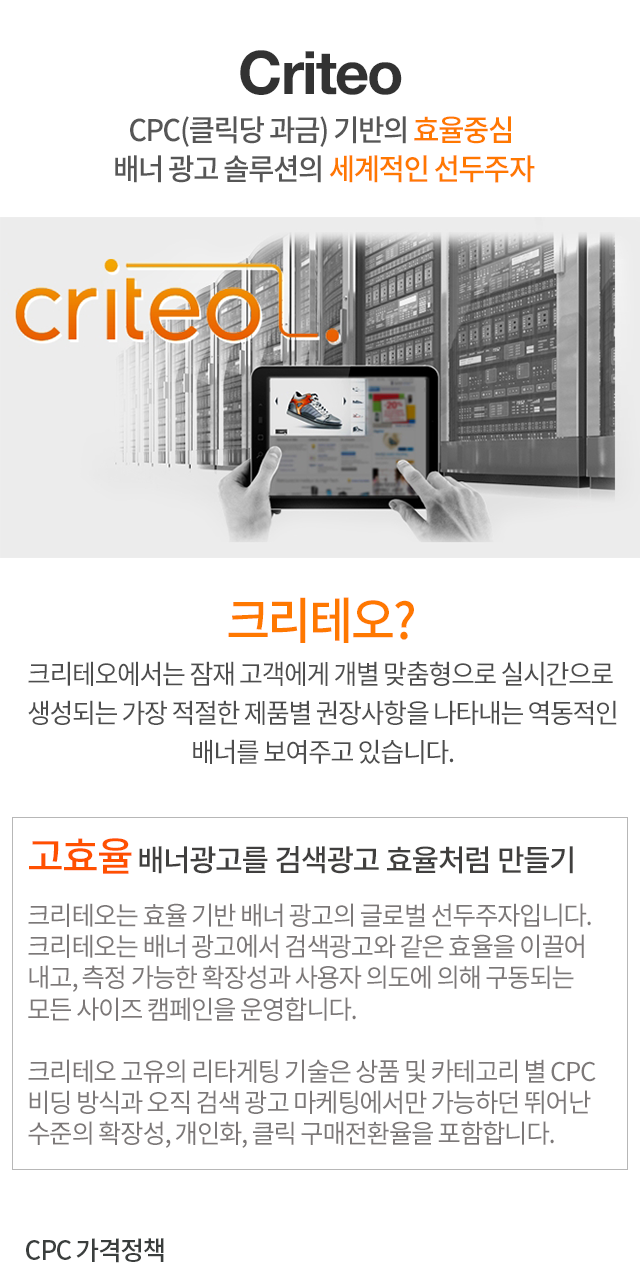 Criteo
CPC(클릭당 과금) 기반의 효율중심
배너 광고 솔루션의 세계적인 선두주자
criteo
크리테오?
크리테오에서는 잠재 고객에게 개별 맞춤형으로 실시간으로
생성되는 가장 적절한 제품별 권장사항을 나타내는 역동적인
배너를 보여주고 있습니다.
고효율 배너광고를 검색광고 효율처럼 만들기
크리테오는 효율 기반 배너 광고의 글로벌 선두주자입니다.
크리테오는 배너 광고에서 검색광고와 같은 효율을 이끌어
내고, 측정 가능한 확장성과 사용자 의도에 의해 구동되는
모든 사이즈 캠페인을 운영합니다.
크리테오 고유의 리타게팅 기술은 상품 및 카테고리 별 CPC
비딩 방식과 오직 검색 광고 마케팅에서만 가능하던 뛰어난
수준의 확장성, 개인화, 클릭 구매전환율을 포함합니다.
CPC 가격정책